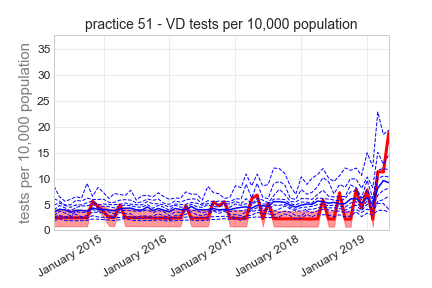 practice 51 - VD tests per 10,000 population
tests per 10,000 population
35
30
25
20
15
10
5
0
January 2015
January 2016
January 2017
January 2018
January 2019